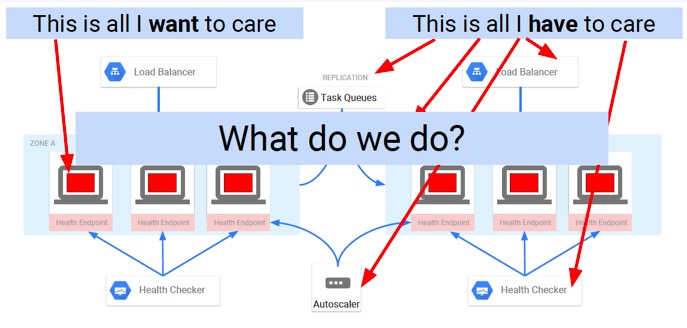 This is all I want to care
This is all I have to care
Load Balancer
REPLICATION
Load Balancer
Task Queues
What do we do?
ZONE A
Health Endpoint
Health Endpoint
Health Endpoint
Health Endpoint
Health Endpoint
Health Endpoint
Health Checker
Autoscaler
Health Checker